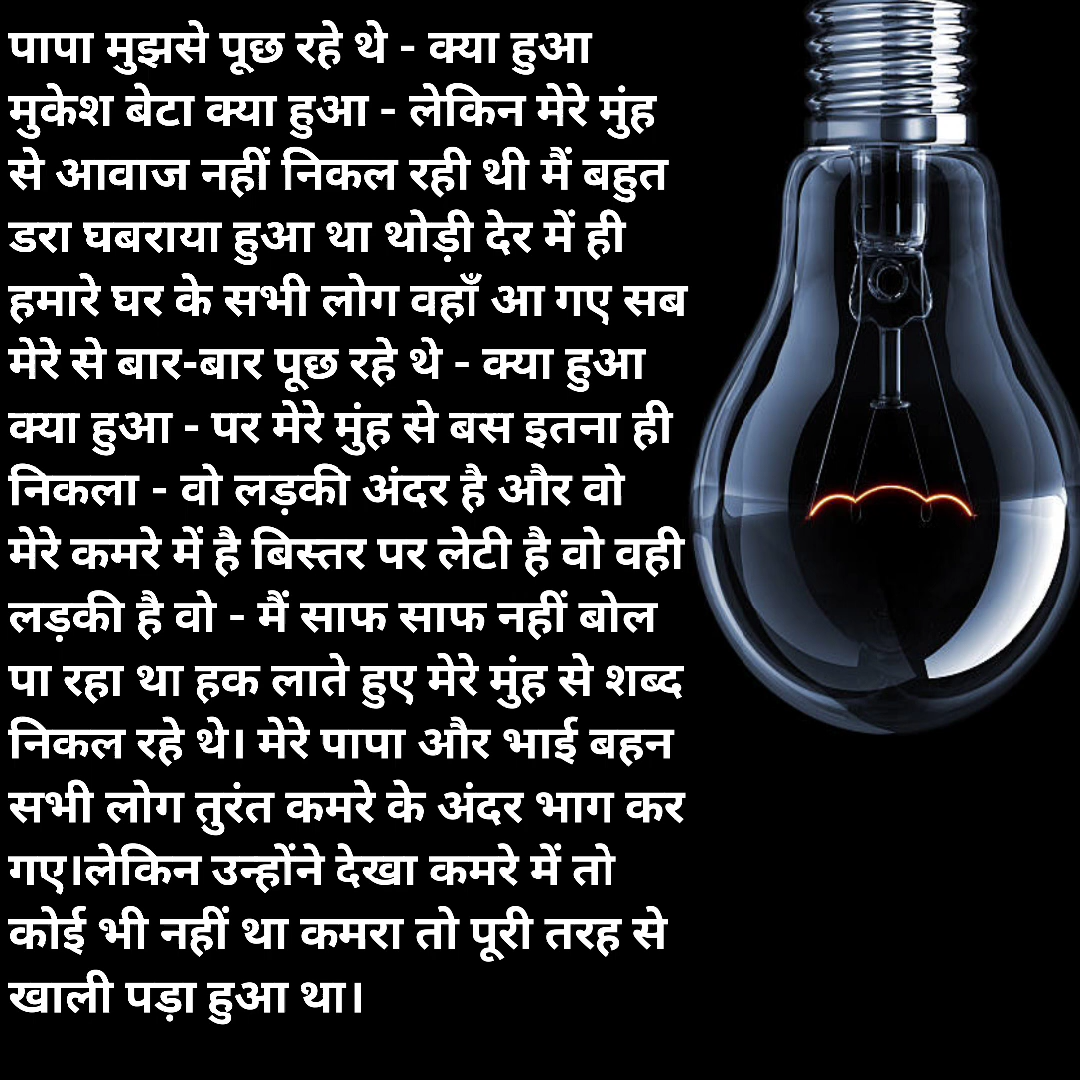 पापा मुझसे पूछ रहे थे - क्या हुआ
मुकेश बेटा क्या हुआ - लेकिन मेरे मुंह
से आवाज नहीं निकल रही थी मैं बहुत
डरा घबराया हुआ था थोड़ी देर में ही
हमारे घर के सभी लोग वहाँ आ गए सब
मेरे से बार-बार पूछ रहे थे - क्या हुआ
क्या हुआ - पर मेरे मुंह से बस इतना ही
निकला - वो लड़की अंदर है और वो
मेरे कमरे में है बिस्तर पर लेटी है वो वही
लड़की है वो - मैं साफ साफ नहीं बोल
पा रहा था हक लाते हुए मेरे मुंह से शब्द
निकल रहे थे। मेरे पापा और भाई बहन
सभी लोग तुरंत कमरे के अंदर भाग कर
गए।लेकिन उन्होंने देखा कमरे में तो
कोई भी नहीं था कमरा तो पूरी तरह से
खाली पड़ा हुआ था।